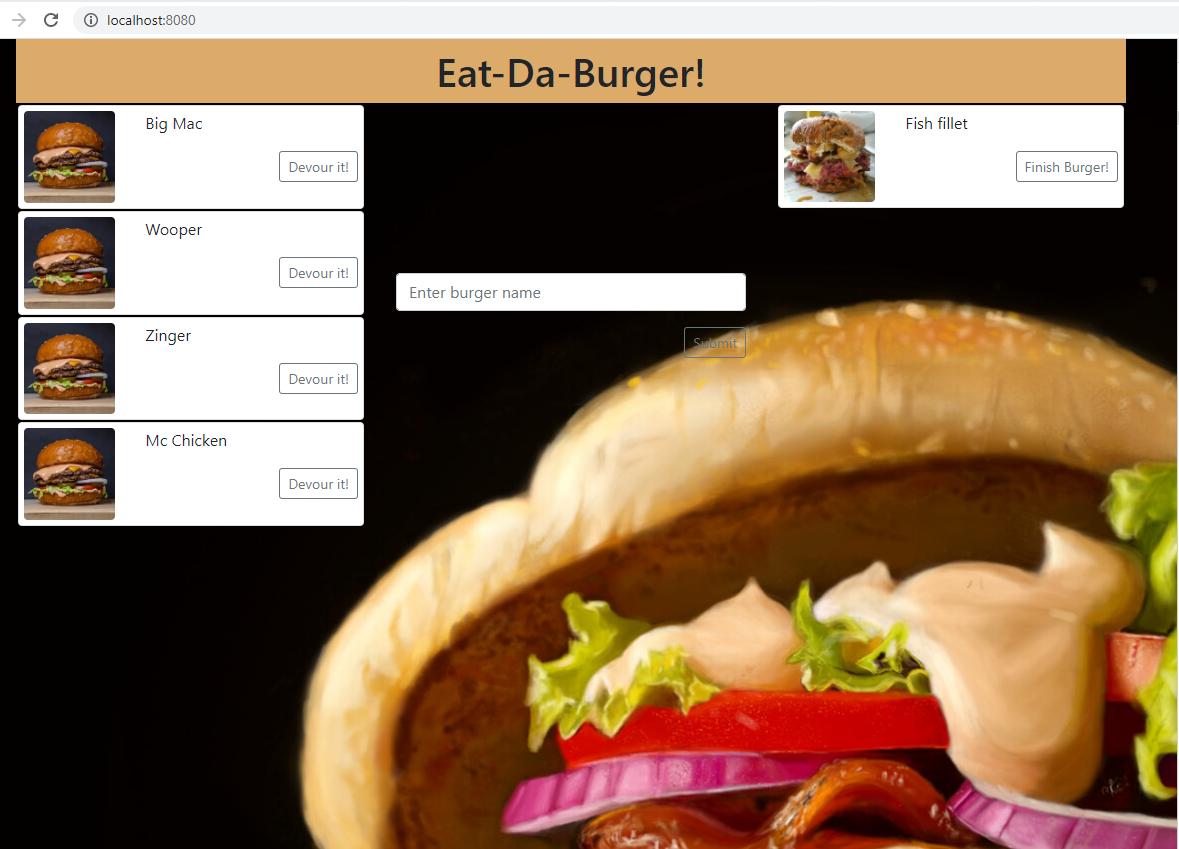 localhost:8080
Eat-Da-Burger!
Big Mac
Devour it!
Wooper
Devour it!
Zinger
Devour it!
Mc Chicken
Devour it!
Enter burger name
Submit
Fish fillet
Finish Burger!